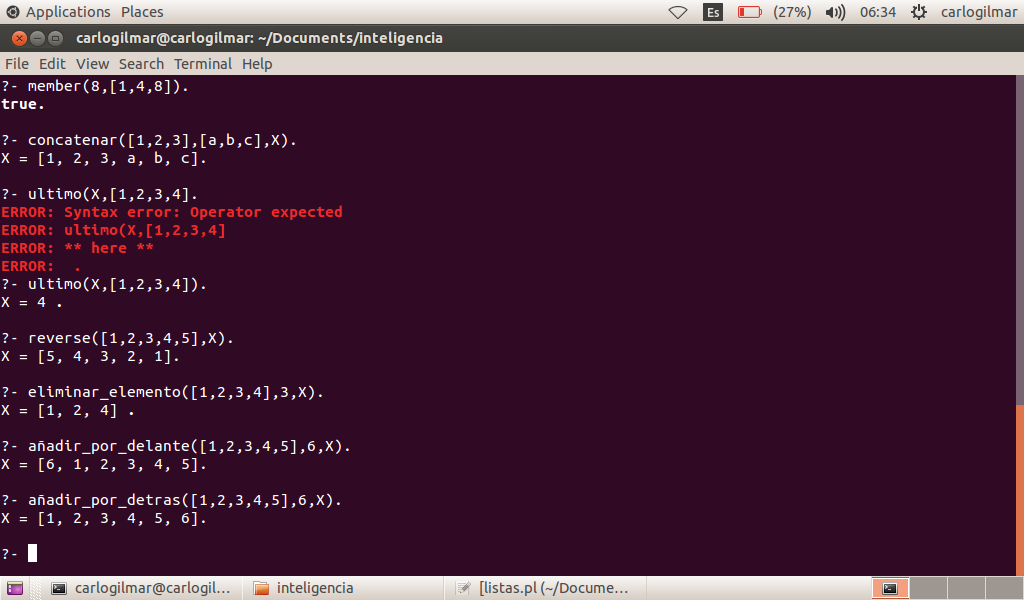 Applications Places Es (27%) 06:34 carlogilmar
carlogilmar@carlogilmar: ~/Documents/inteligencia
File Edit View Search Terminal Help
?- member(8,[1,4,8]).
true.
?- concatenar([1,2,3],[a,b,c],X).
X = [1, 2, 3, a, b, c].
?- ultimo(X,[1,2,3,4].
ERROR: Syntax error: Operator expected
ERROR: ultimo(X,[1,2,3,4]
ERROR: ** here **
ERROR:  .
?- ultimo(X,[1,2,3,4]).
X = 4 .
?- reverse([1,2,3,4,5],X).
X = [5, 4, 3, 2, 1].
?- eliminar_elemento([1,2,3,4],3,X).
X = [1, 2, 4] .
?- añadir_por_delante([1,2,3,4,5],6,X).
X = [6, 1, 2, 3, 4, 5].
?- añadir_por_detras([1,2,3,4,5],6,X).
X = [1, 2, 3, 4, 5, 6].
?-
carlogilmar@carlogil... inteligencia [listas.pl (~/Docume...